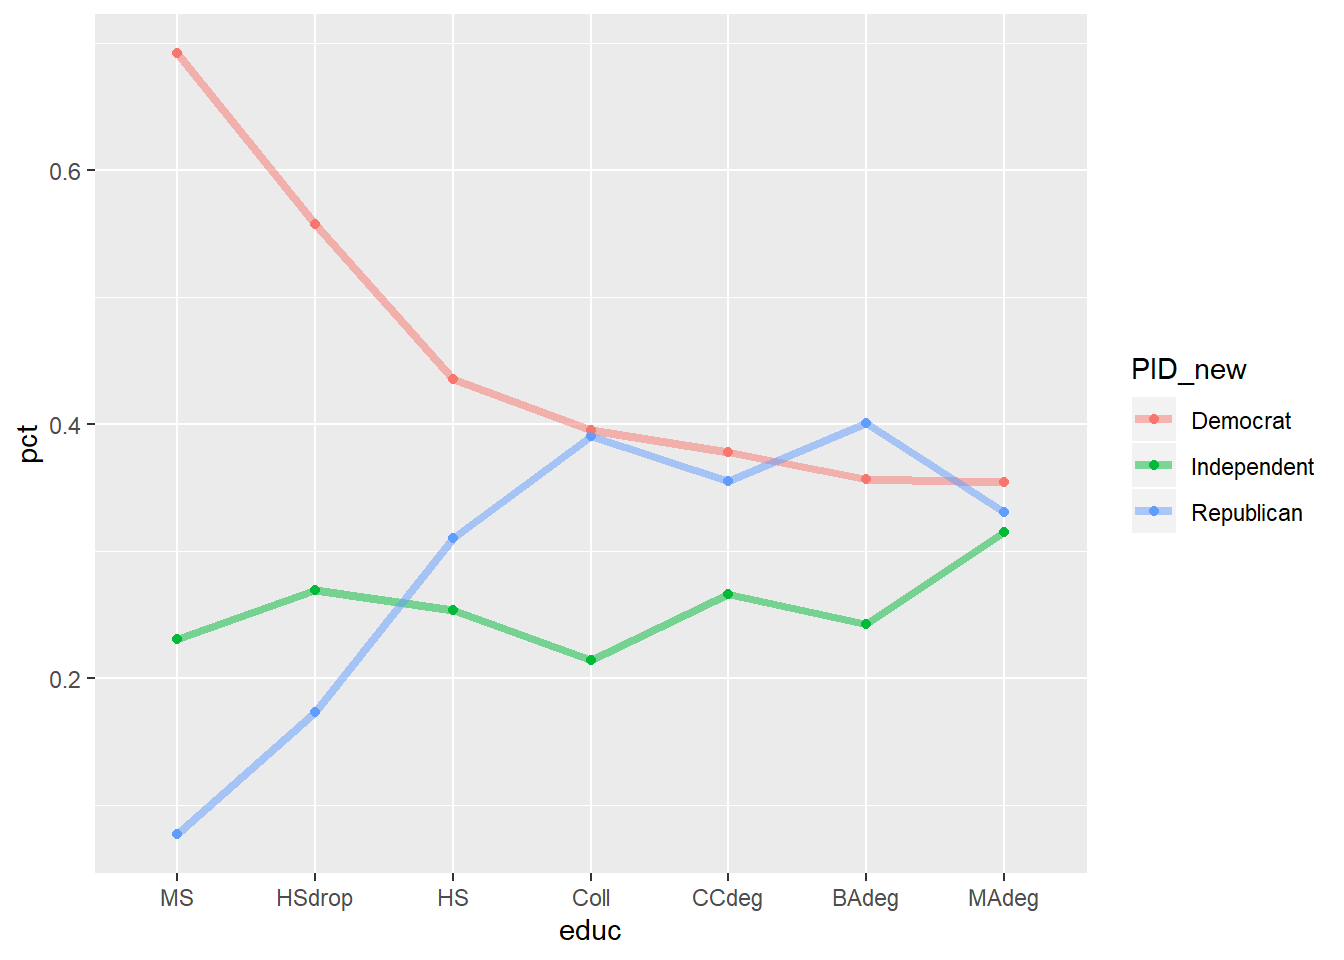 0.6
0.4
0.2
pct
MS HSdrop HS Coll CCdeg BAdeg MAdeg
educ
PID_new
Democrat
Independent
Republican